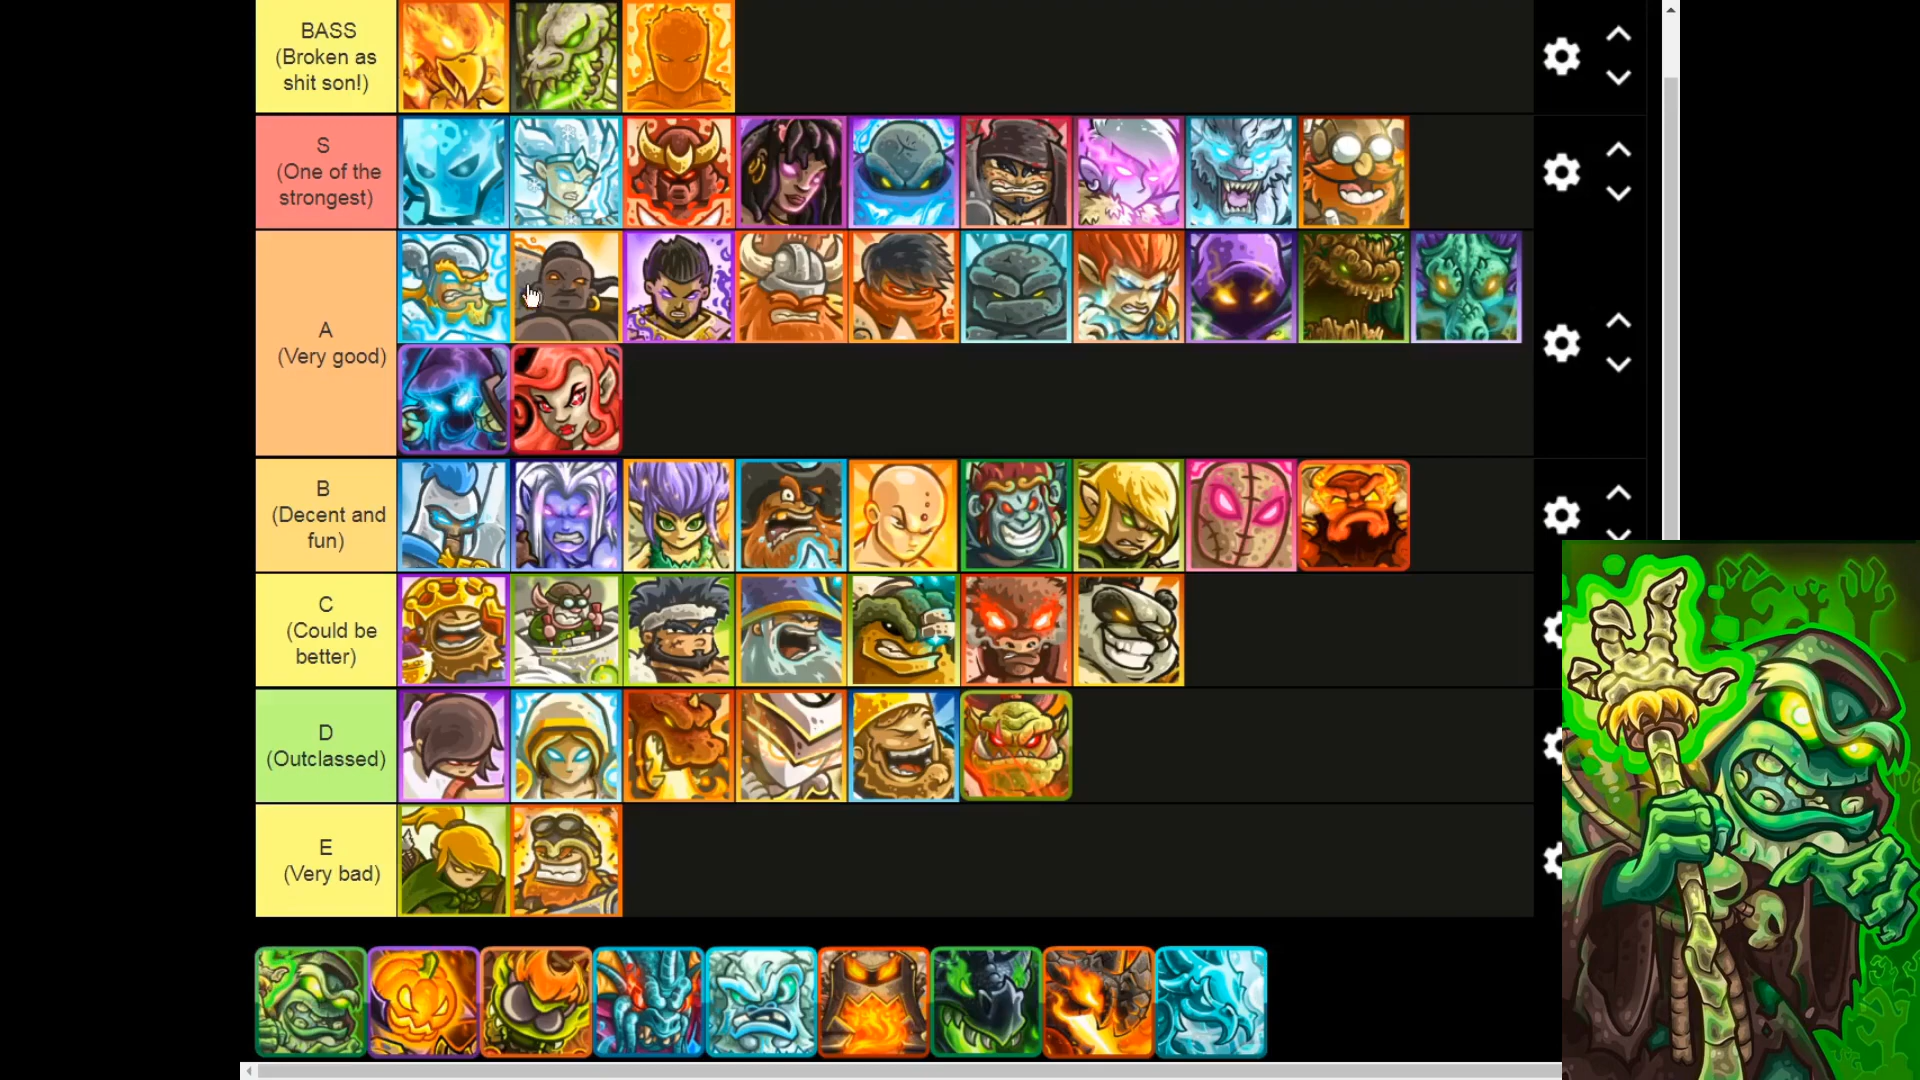 BASS
(Broken as
shit son!)
S
(One of the
strongest)
A
(Very good)
B
(Decent and
fun)
C
(Could be
better)
D
(Outclassed)
E
(Very bad)